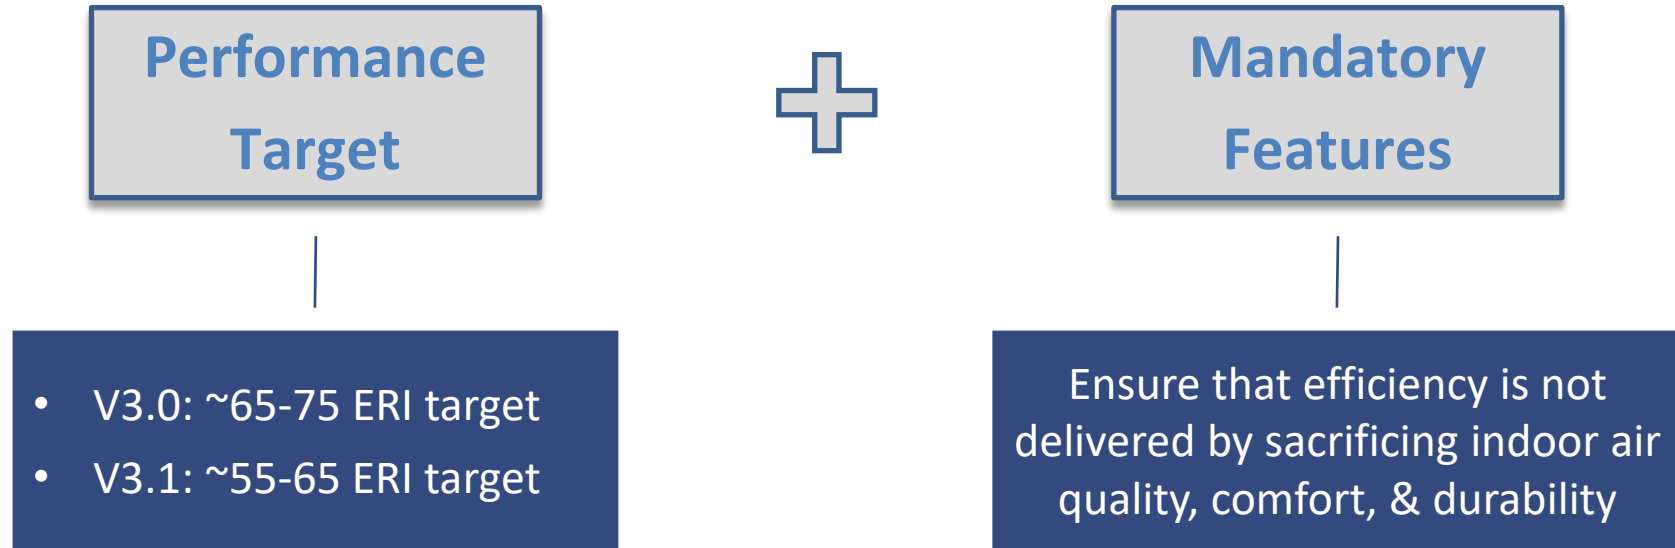 Performance
Target
Mandatory
Features
• V3.0: ~65-75 ERI target
• V3.1: ~55-65 ERI target
Ensure that efficiency is not
delivered by sacrificing indoor air
quality, comfort, & durability